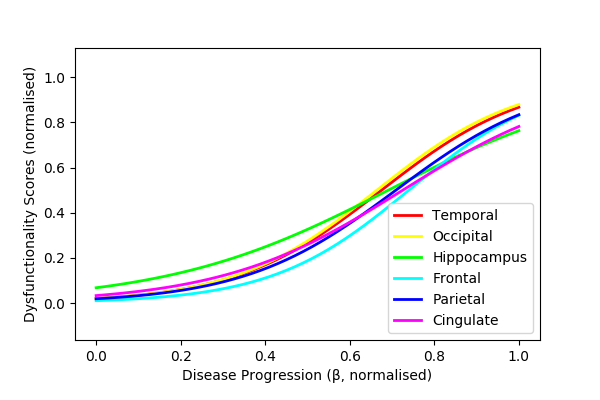 Dysfunctionality Scores (normalised)
1.0
0.8
0.6
0.4
0.2
0.0
Temporal
Occipital
Hippocampus
Frontal
Parietal
Cingulate
0.0 0.2 0.4 0.6 0.8 1.0
Disease Progression (β, normalised)